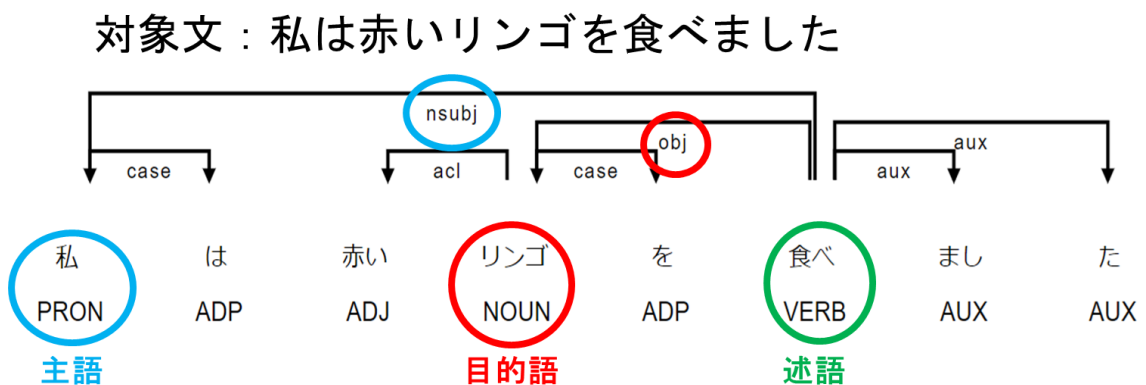 対象文：私は赤いリンゴを食べました
nsubj
obj aux
case acl case aux
私 は 赤い リンゴ を 食べ まし た
PRON ADP ADJ NOUN ADP VERB AUX AUX
主語 目的語 述語